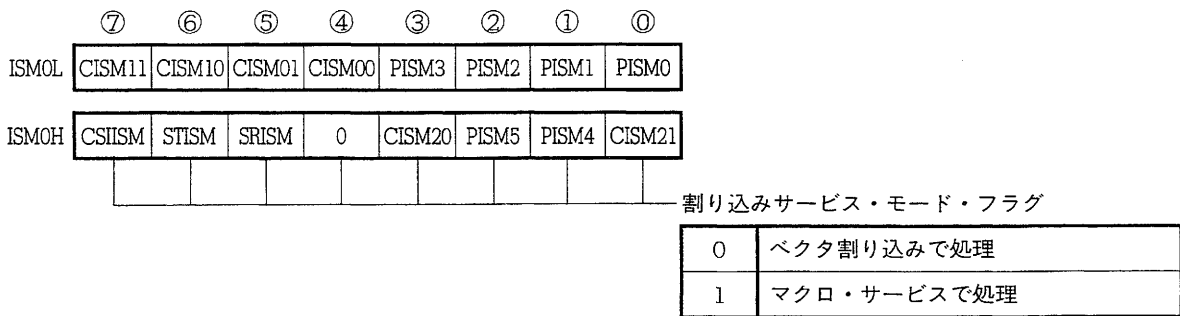 ⑦ ⑥ ⑤ ④ ③ ② ① ⓪
ISM0L CISM11 CISM10 CISM01 CISM00 PISM3 PISM2 PISM1 PISM0
ISM0H CSIISM STISM SRISM 0 CISM20 PISM5 PISM4 CISM21
割り込みサービス・モード・フラグ
0 ベクタ割り込みで処理
1 マクロ・サービスで処理